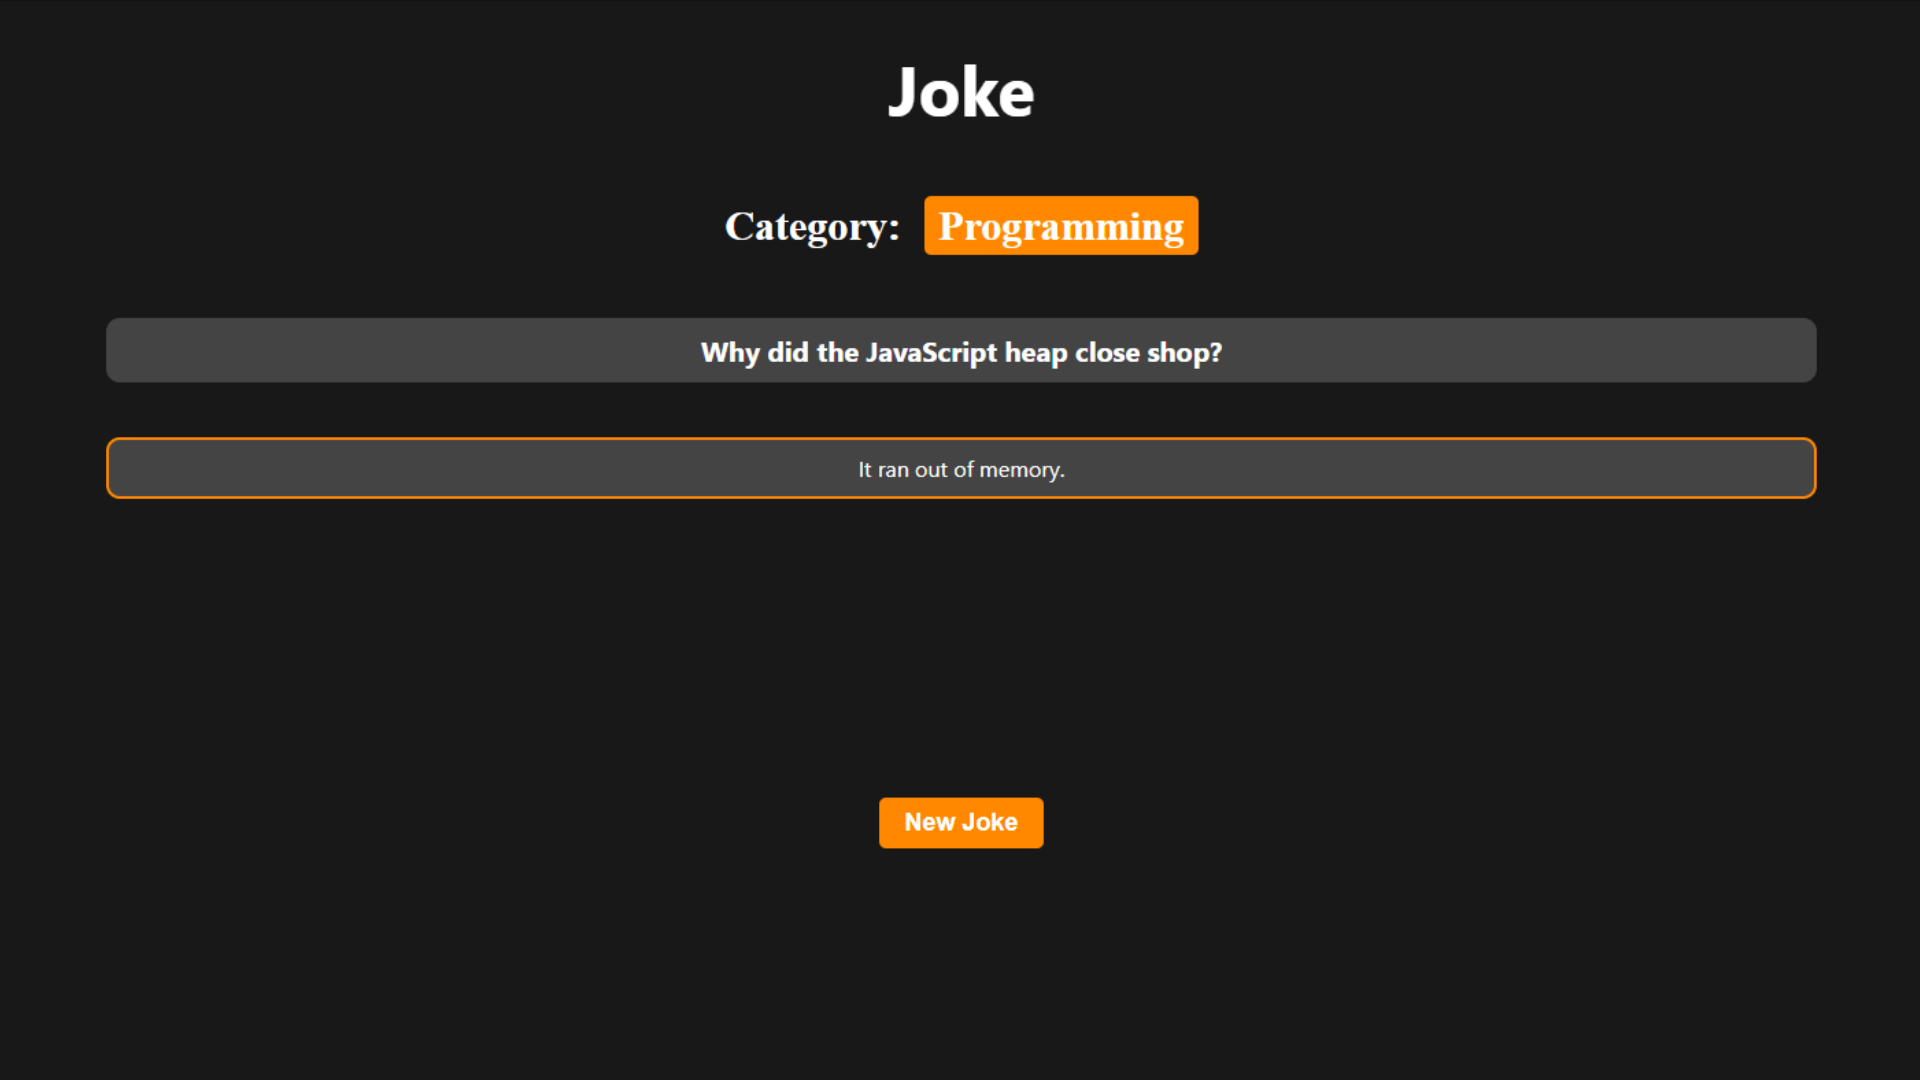 Joke
Category: Programming
Why did the JavaScript heap close shop?
It ran out of memory.
New Joke